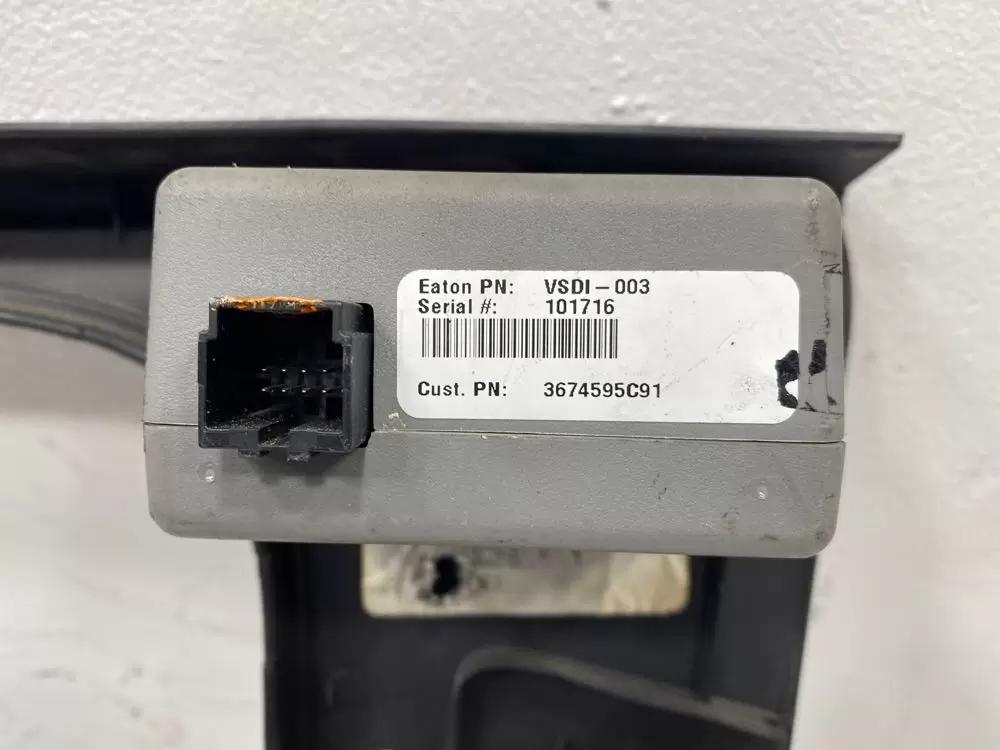 Eaton PN: VSDI-003
Serial #: 101716
Cust. PN: 3674595C91